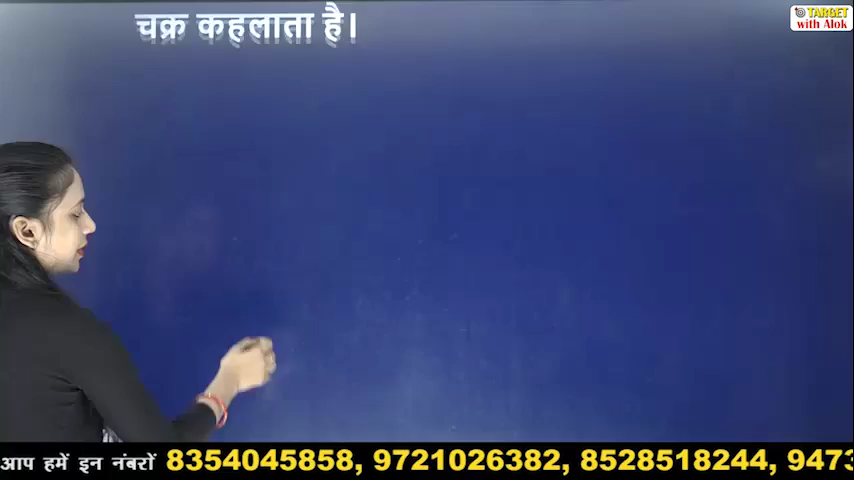 चक्र कहलाता है।
TARGET
with Alok
आप हमें इन नंबरों 8354045858, 9721026382, 8528518244, 9473